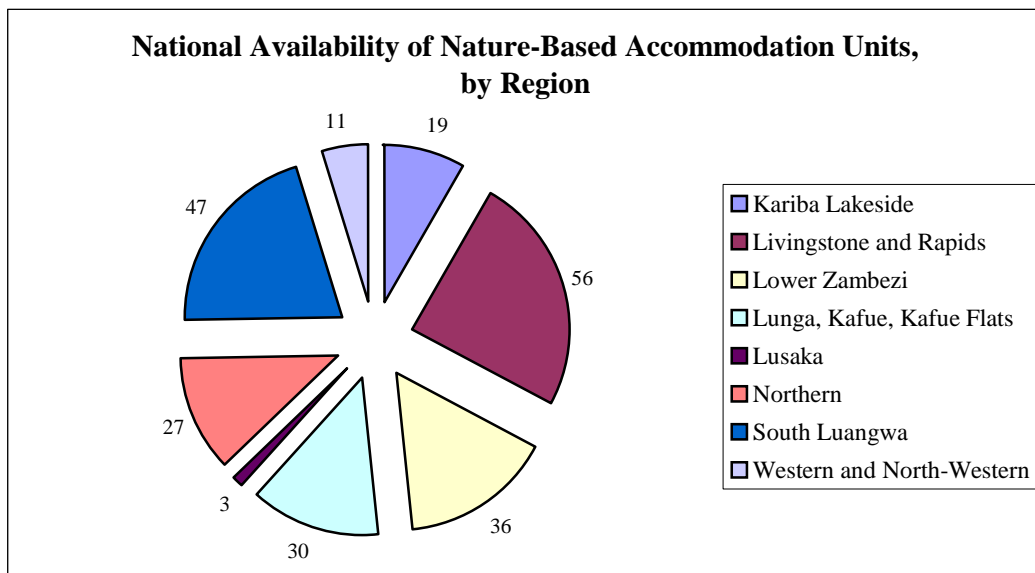 National Availability of Nature-Based Accommodation Units,
by Region
11
19
47
56
27
3
30
36
Kariba Lakeside
Livingstone and Rapids
Lower Zambezi
Lunga, Kafue, Kafue Flats
Lusaka
Northern
South Luangwa
Western and North-Western